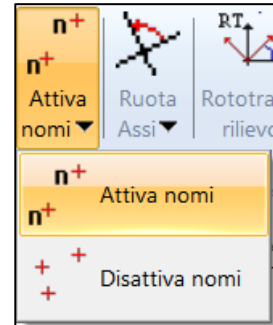 n+
n+
RT
Attiva
nomi
Ruota
Assi
Rototra
rilievo
n+
n+
Attiva nomi
Disattiva nomi